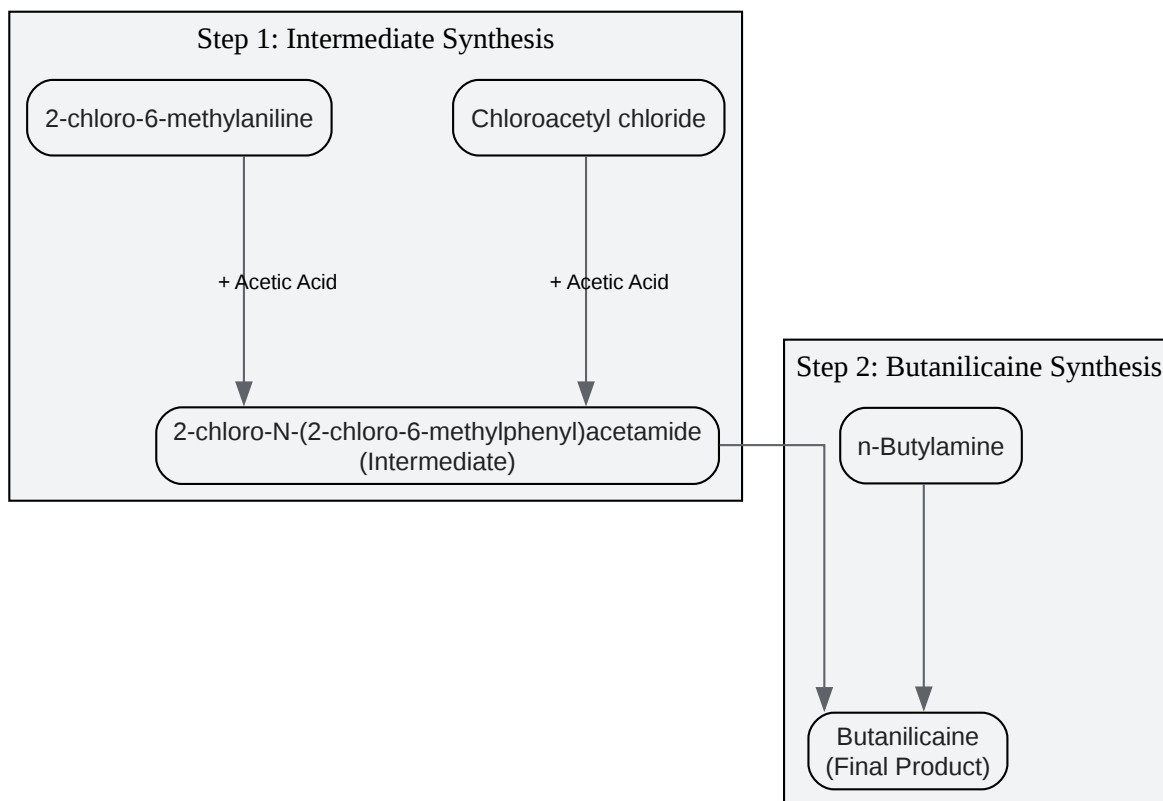 Step 1: Intermediate Synthesis
2-chloro-6-methylaniline
Chloroacetyl chloride
+ Acetic Acid
+ Acetic Acid
2-chloro-N-(2-chloro-6-methylphenyl)acetamide
(Intermediate)
Step 2: Butanilicaine Synthesis
n-Butylamine
Butanilicaine
(Final Product)